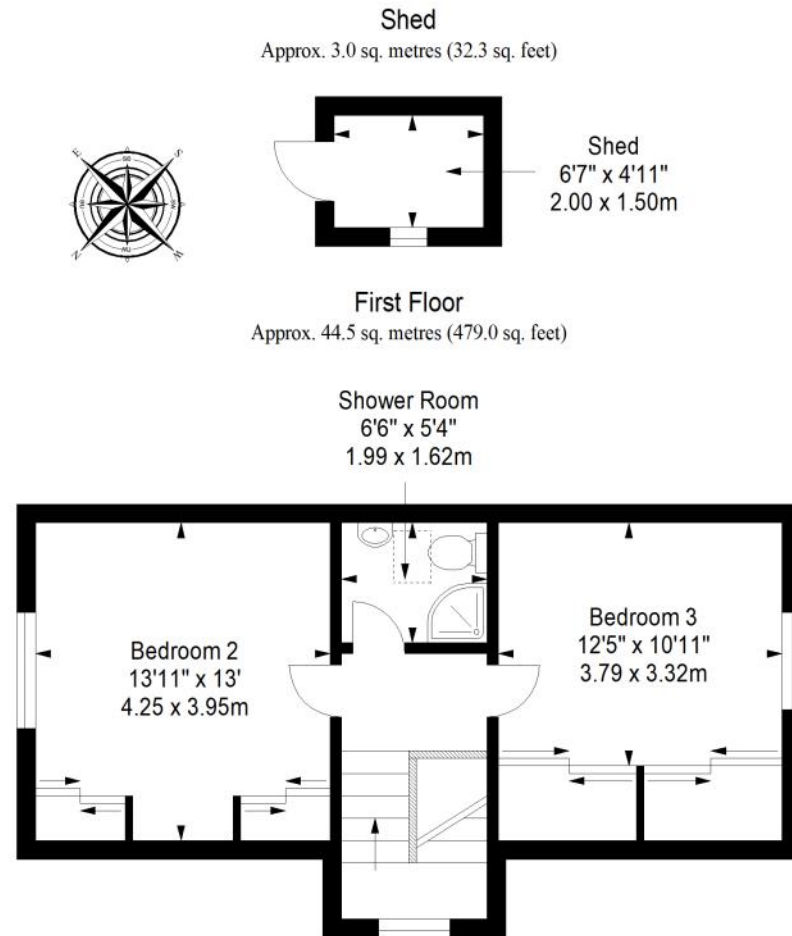 Shed
Approx. 3.0 sq. metres (32.3 sq. feet)
Shed
6'7" x 4'11"
2.00 x 1.50m
E
S
N
W
First Floor
Approx. 44.5 sq. metres (479.0 sq. feet)
Shower Room
6'6" x 5'4"
1.99 x 1.62m
Bedroom 2
13'11" x 13'
4.25 x 3.95m
Bedroom 3
12'5" x 10'11"
3.79 x 3.32m